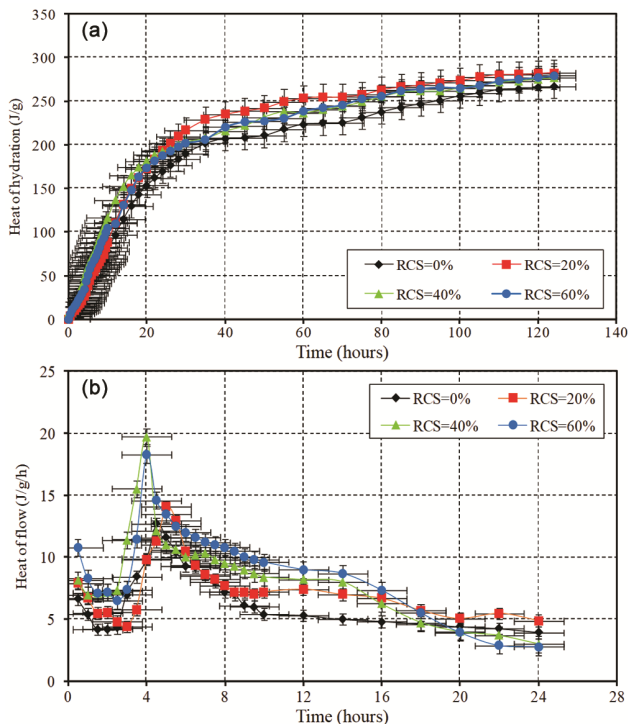 (a)
Heat of hydration (J/g)
350
300
250
200
150
100
50
0
RCS=0% RCS=20%
RCS=40% RCS=60%
0 20 40 60 80 100 120 140
Time (hours)
(b)
Heat of flow (J/g/h)
25
20
15
10
5
0
RCS=0% RCS=20%
RCS=40% RCS=60%
0 4 8 12 16 20 24 28
Time (hours)